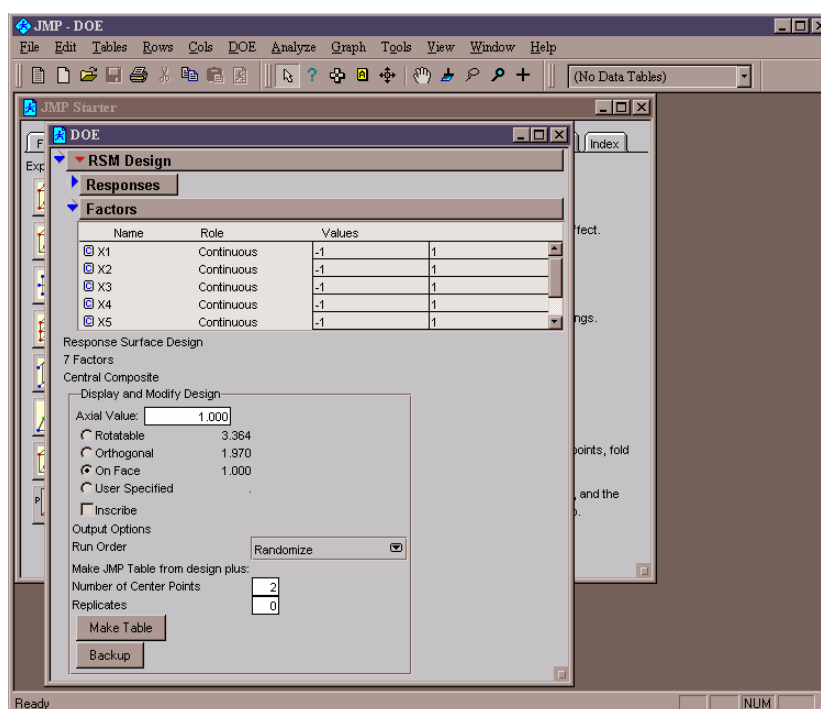 JMP - DOE
File Edit Tables Rows Cols DOE Analyze Graph Tools View Window Help
(No Data Tables)
JMP Starter
F
Index
Exp
DOE
RSM Design
Responses
Factors
Name Role Values
X1 Continuous -1 1
X2 Continuous -1 1
X3 Continuous -1 1
X4 Continuous -1 1
X5 Continuous -1 1
ffect.
ngs.
Response Surface Design
7 Factors
Central Composite
Display and Modify Design
Axial Value: 1.000
Rotatable 3.364
Orthogonal 1.970
On Face 1.000
User Specified .
Inscribe
points, fold
, and the
Output Options
Run Order Randomize
Make JMP Table from design plus:
Number of Center Points 2
Replicates 0
Make Table
Backup
Ready
NUM